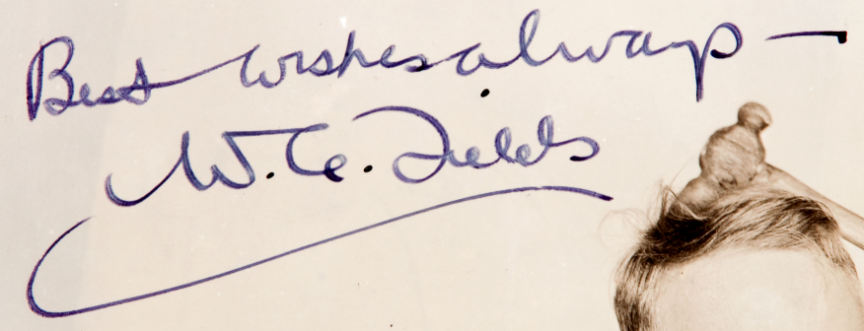 Best wishes always –
W. C. Fields